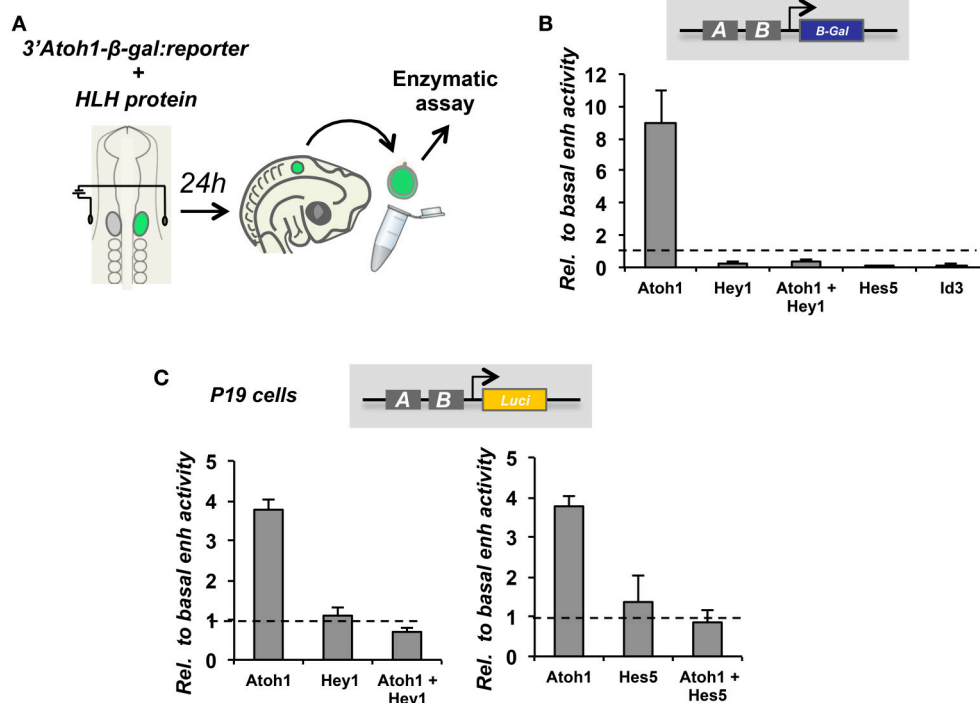 A
3'Atoh1-β-gal:reporter
+
HLH protein
24h
Enzymatic
assay
B
A B B-Gal
Rel. to basal enh activity
12
10
8
6
4
2
0
Atoh1 Hey1 Atoh1 + Hes5 Id3
Hey1
C
P19 cells
A B Luci
Rel. to basal enh activity
5
4
3
2
1
0
Atoh1 Hey1 Atoh1 +
Hey1
Rel. to basal enh activity
5
4
3
2
1
0
Atoh1 Hes5 Atoh1 +
Hes5